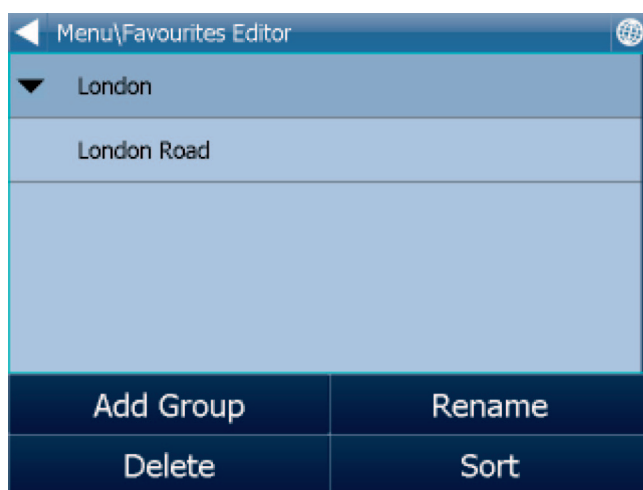 Menu\Favourites Editor
London
London Road
Add Group
Rename
Delete
Sort